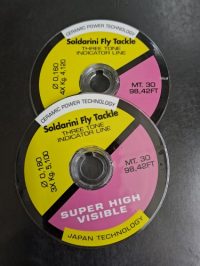 CERAMIC POWER TECHNOLOGY
Soldarini Fly Tackle
THREE TONE
INDICATOR LINE
Ø 0,160
4X Kg. 4,120
MT. 30
98,42FT
CERAMIC POWER TECHNOLOGY
Soldarini Fly Tackle
THREE TONE
INDICATOR LINE
Ø 0,180
3X Kg. 5,100
MT. 30
98,42FT
SUPER HIGH
VISIBLE
JAPAN TECHNOLOGY